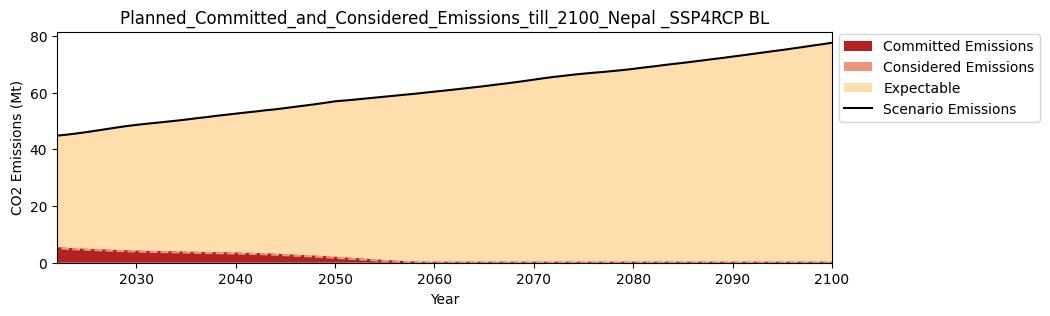 Planned_Committed_and_Considered_Emissions_till_2100_Nepal _SSP4RCP BL
80
60
40
20
0
CO2 Emissions (Mt)
2030 2040 2050 2060 2070 2080 2090 2100
Year
Committed Emissions
Considered Emissions
Expectable
Scenario Emissions